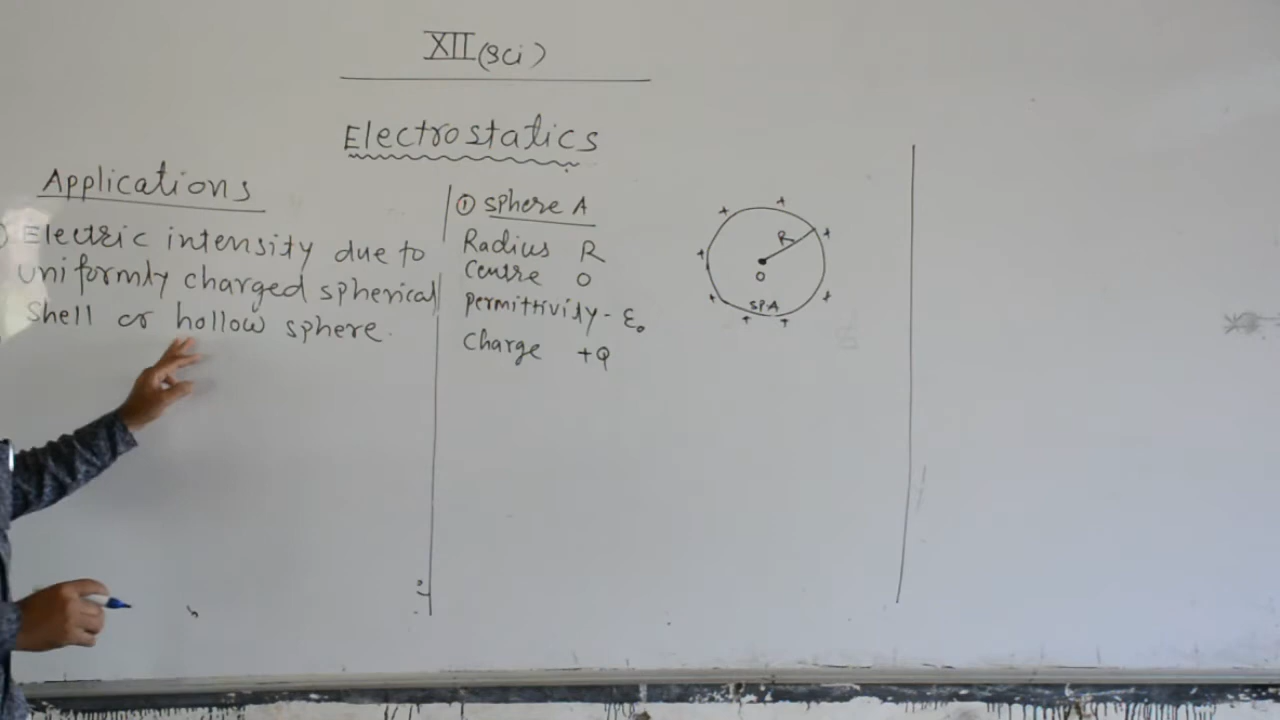 XII (Sci)
Electrostatics
Applications
Electric intensity due to
uniformly charged spherical
Shell or hollow sphere.
① Sphere A
Radius R
Centre O
Permittivity - ε₀
Charge +Q
R
O
SPA